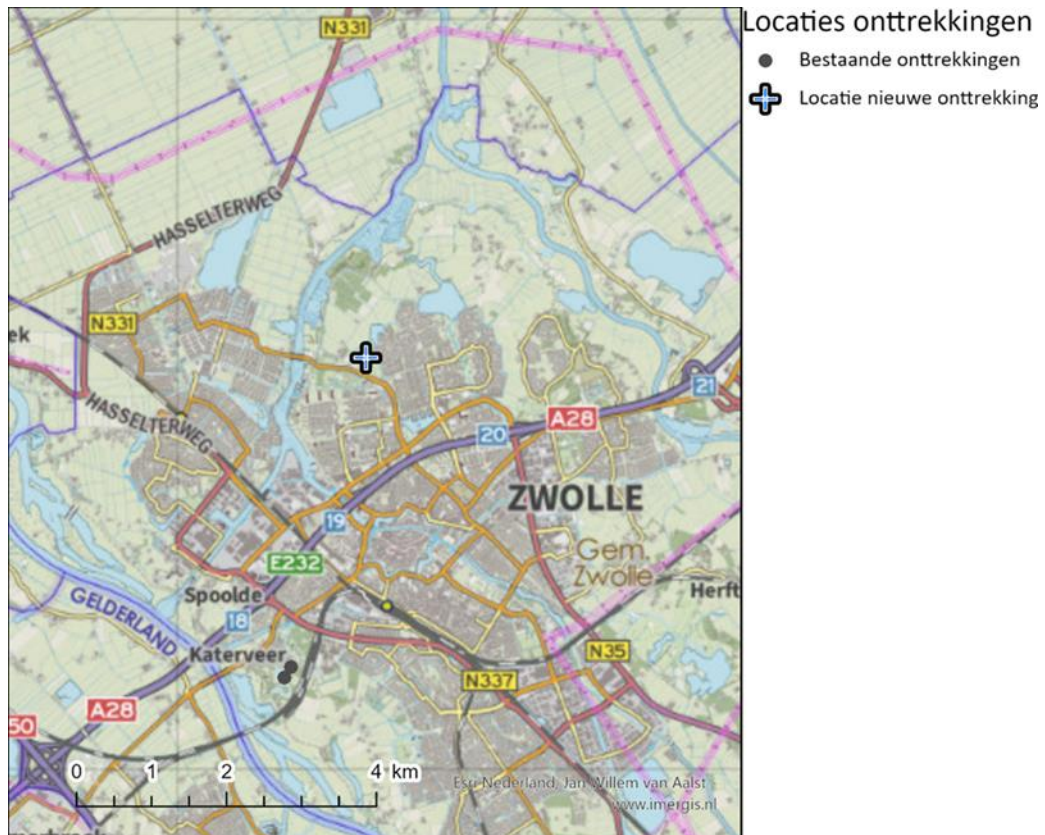 Locaties onttrekkingen
Bestaande onttrekkingen
Locatie nieuwe onttrekking
N331
HASSELTERWEG
N331
ek
HASSELTERWEG
21
A28
20
ZWOLLE
19
Gem.
Zwolle
E232
Spoolde
Herft
GELDERLAND
18
Katerveer
N35
N337
A28
50
0 1 2 4 km
Esri Nederland, Jan Willem van Aalst
www.imergis.nl